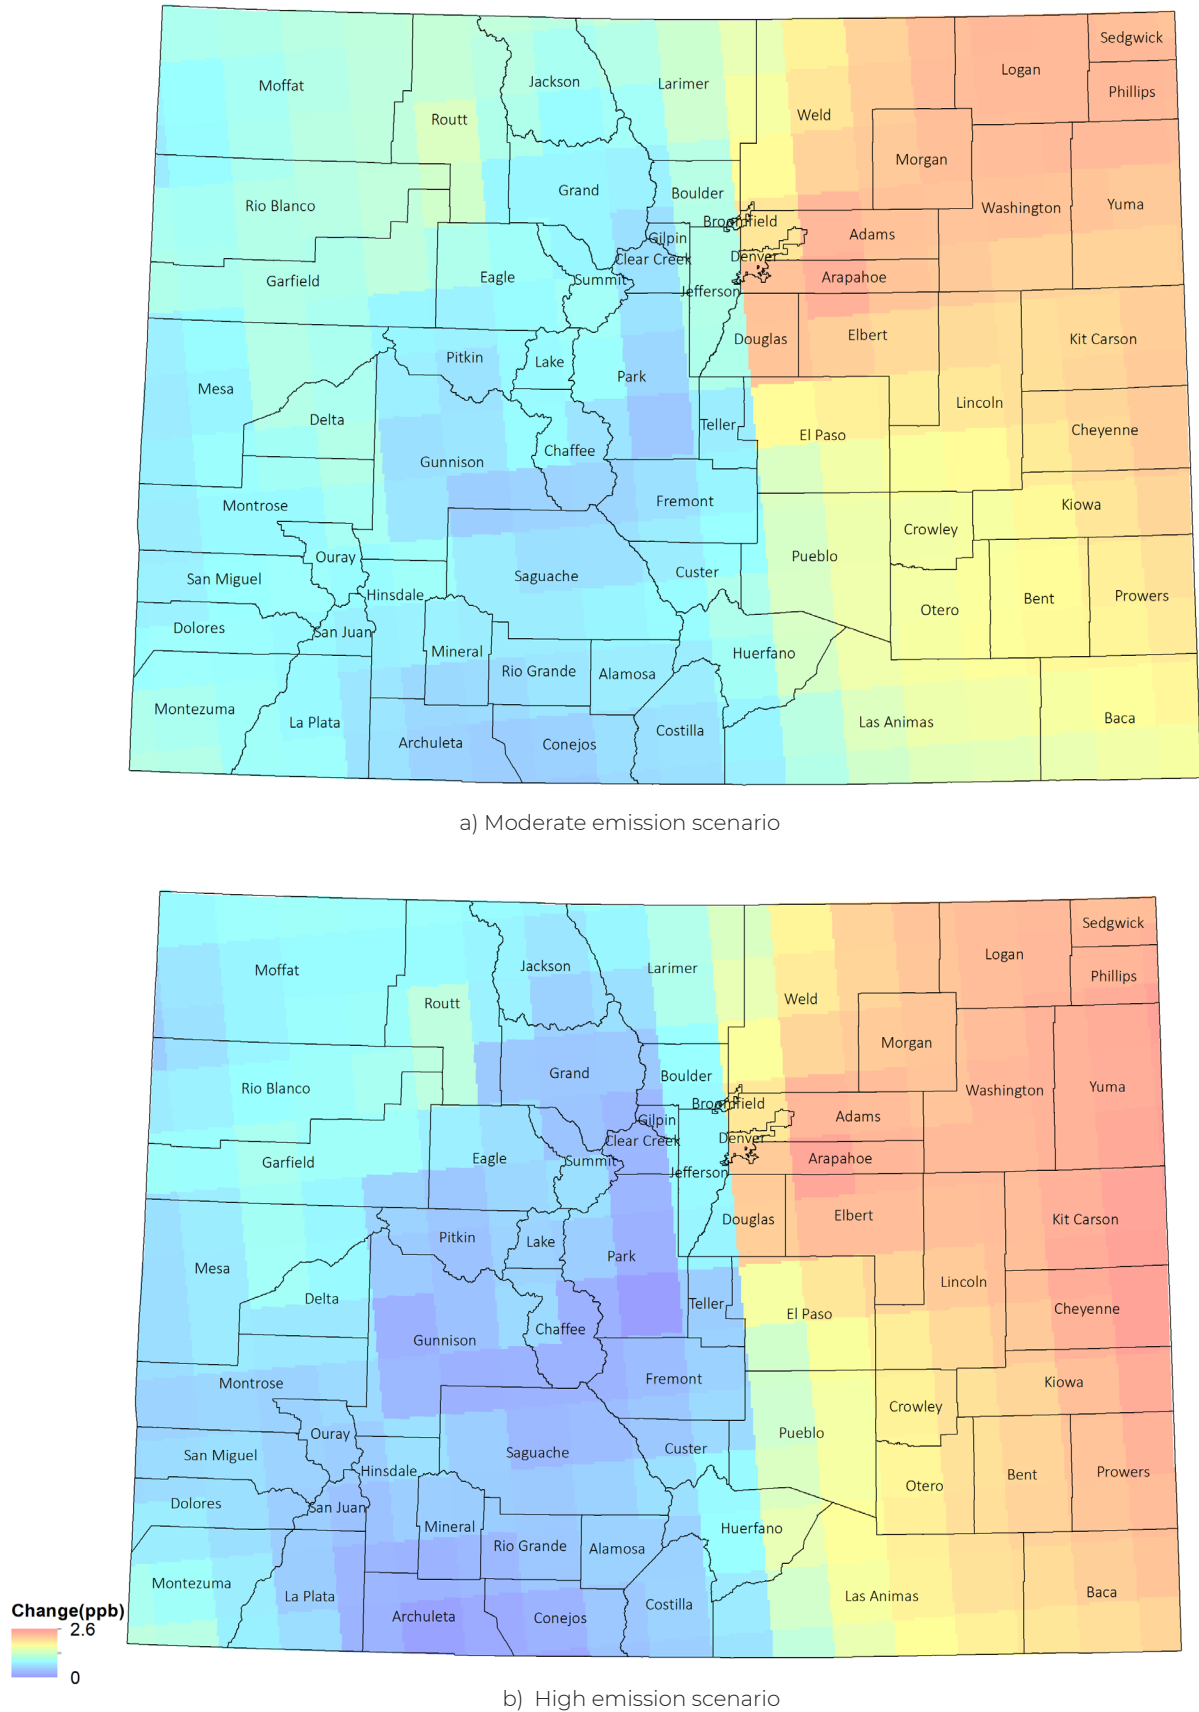 Sedgwick
Logan
Moffat
Jackson
Larimer
Phillips
Weld
Routt
Morgan
Grand
Boulder
Rio Blanco
Washington
Yuma
Broomfield
Gilpin
Adams
Clear Creek
Denver
Garfield
Eagle
Summit
Arapahoe
Jefferson
Douglas
Elbert
Kit Carson
Pitkin
Lake
Park
Mesa
Lincoln
Delta
Teller
El Paso
Cheyenne
Chaffee
Gunnison
Fremont
Montrose
Kiowa
Crowley
Ouray
Pueblo
San Miguel
Saguache
Custer
Hinsdale
Bent
Prowers
Otero
Dolores
San Juan
Mineral
Huerfano
Rio Grande
Alamosa
Montezuma
La Plata
Costilla
Las Animas
Baca
Archuleta
Conejos
a) Moderate emission scenario
Sedgwick
Logan
Moffat
Jackson
Larimer
Phillips
Weld
Routt
Morgan
Grand
Boulder
Rio Blanco
Washington
Yuma
Broomfield
Gilpin
Adams
Clear Creek
Denver
Garfield
Eagle
Summit
Arapahoe
Jefferson
Douglas
Elbert
Kit Carson
Pitkin
Lake
Park
Mesa
Lincoln
Delta
Teller
El Paso
Cheyenne
Chaffee
Gunnison
Fremont
Montrose
Kiowa
Crowley
Ouray
Pueblo
San Miguel
Saguache
Custer
Hinsdale
Bent
Prowers
Otero
Dolores
San Juan
Mineral
Huerfano
Rio Grande
Alamosa
Montezuma
La Plata
Costilla
Las Animas
Baca
Archuleta
Conejos
Change(ppb)
2.6
0
b) High emission scenario